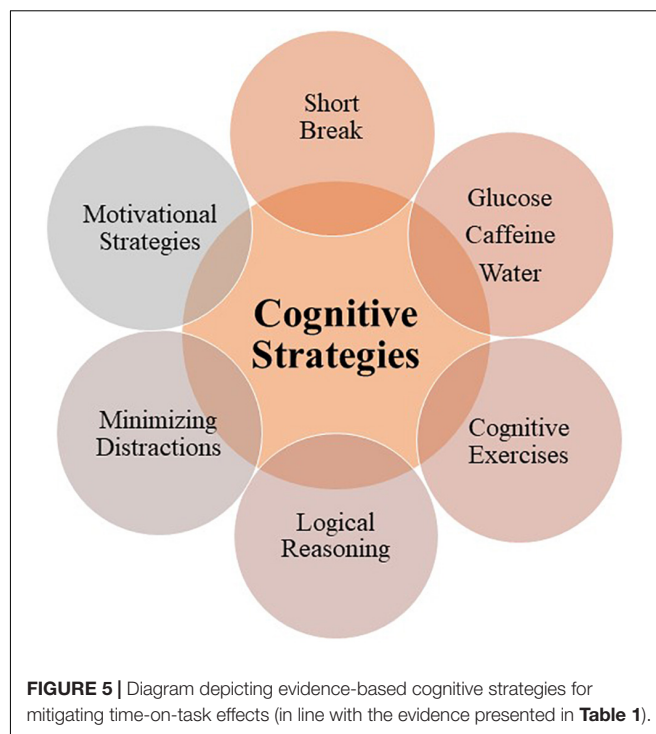 Short
Break
Glucose
Caffeine
Water
Motivational
Strategies
Cognitive
Strategies
Minimizing
Distractions
Cognitive
Exercises
Logical
Reasoning
FIGURE 5 | Diagram depicting evidence-based cognitive strategies for
mitigating time-on-task effects (in line with the evidence presented in Table 1).